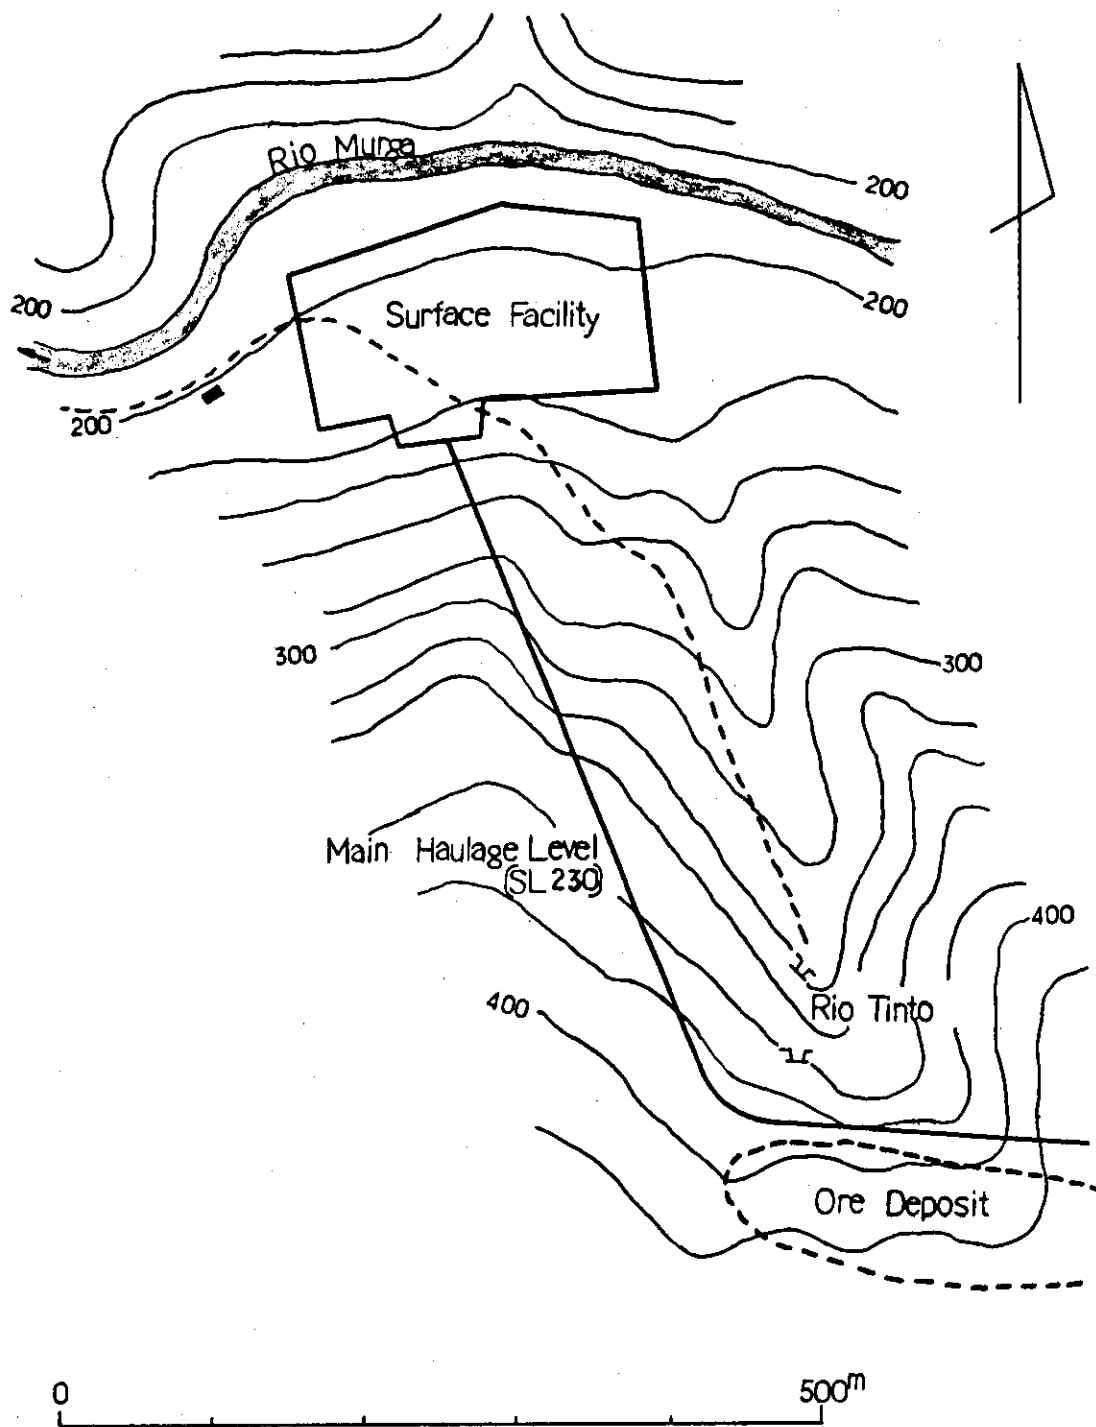 Rio Murga
200
200
Surface Facility
200
200
300
300
Main Haulage Level
(SL 230)
400
400
Rio Tinto
Ore Deposit
0
500m